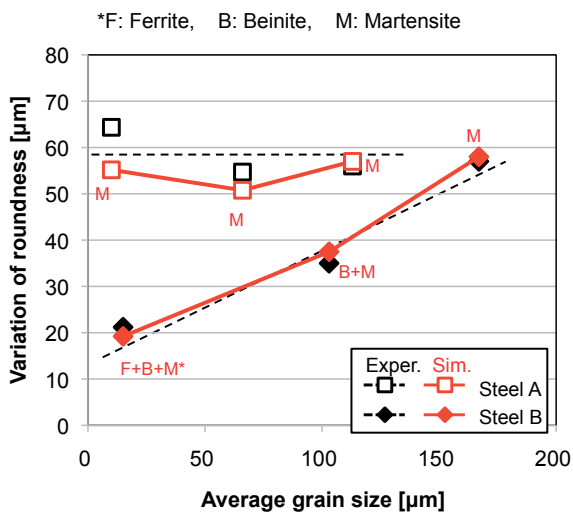 *F: Ferrite, B: Beinite, M: Martensite
Variation of roundness [μm]
80
70
60
50
40
30
20
10
0
M
M
M
M
B+M
F+B+M*
Exper. Sim.
Steel A
Steel B
0 50 100 150 200
Average grain size [μm]